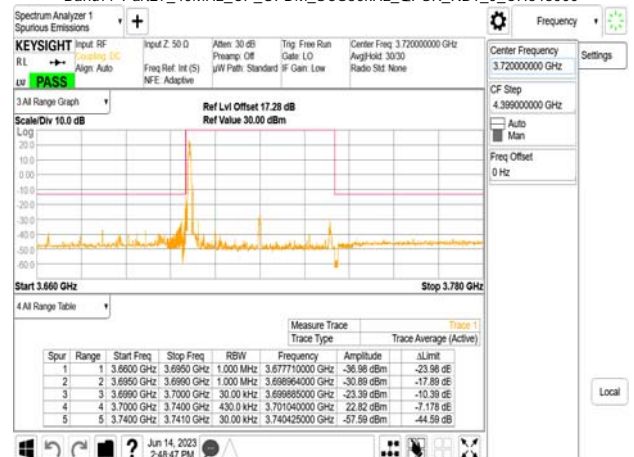 Spectrum Analyzer 1
Spurious Emissions
Frequency
KEYSIGHT
Input: RF
Coupling: DC
Align: Auto
Input Z: 50 Ω
Freq Ref: Int (S)
NFE: Adaptive
Atten: 30 dB
Preamp: Off
µW Path: Standard
Trig: Free Run
Gate: LO
IF Gain: Low
Center Freq: 3.720000000 GHz
Avg|Hold: 30/30
Radio Std: None
RL
PASS
Center Frequency
3.720000000 GHz
Settings
CF Step
4.399000000 GHz
Auto
Man
Freq Offset
0 Hz
Local
3 All Range Graph
Ref Lvl Offset 17.28 dB
Scale/Div 10.0 dB
Ref Value 30.00 dBm
Log
20.0
10.0
0.00
-10.0
-20.0
-30.0
-40.0
-50.0
-60.0
Start 3.660 GHz
Stop 3.780 GHz
4 All Range Table
Measure Trace Trace 1
Trace Type Trace Average (Active)
Spur Range Start Freq Stop Freq RBW Frequency Amplitude ΔLimit
1 1 3.6600 GHz 3.6950 GHz 1.000 MHz 3.677710000 GHz -36.98 dBm -23.98 dB
2 2 3.6950 GHz 3.6990 GHz 1.000 MHz 3.698964000 GHz -30.89 dBm -17.89 dB
3 3 3.6990 GHz 3.7000 GHz 30.00 kHz 3.699885000 GHz -23.39 dBm -10.39 dB
4 4 3.7000 GHz 3.7400 GHz 430.0 kHz 3.701040000 GHz 22.82 dBm -7.178 dB
5 5 3.7400 GHz 3.7410 GHz 30.00 kHz 3.740425000 GHz -57.59 dBm -44.59 dB
Jun 14, 2023
2:48:47 PM